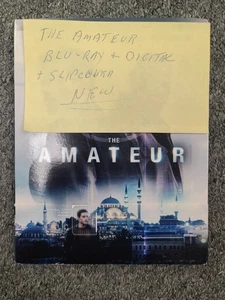 THE AMATEUR
BLU-RAY + DIGITAL
+ SLIPCOVER
NEW
THE
AMATEUR